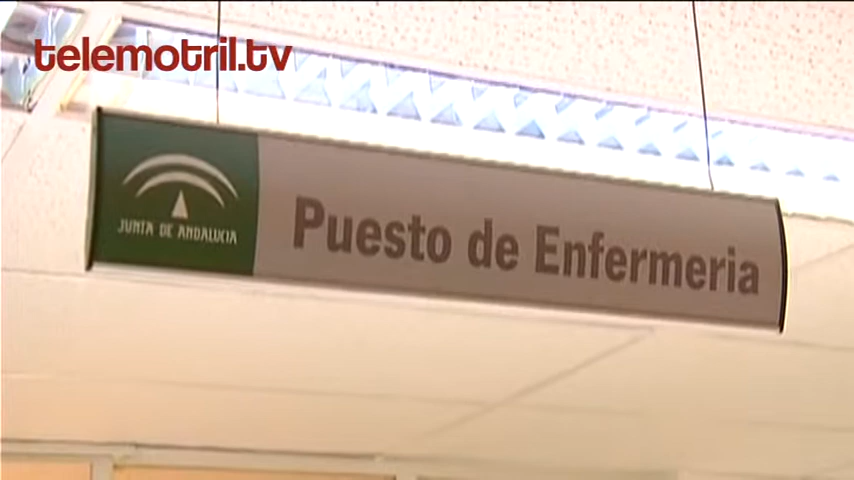 telemotril.tv
JUNTA DE ANDALUCIA
Puesto de Enfermeria